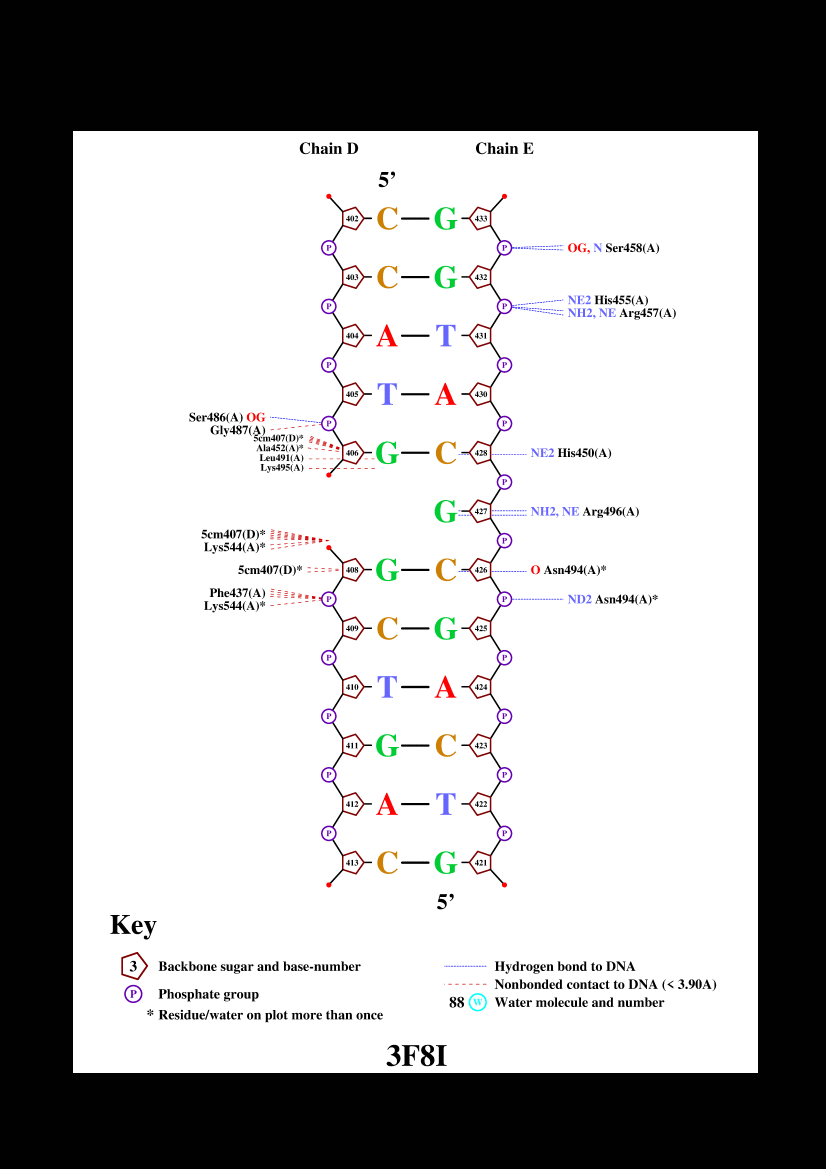 Chain D Chain E
5’
402 C G 433
P P OG, N Ser458(A)
403 C G 432
P P NE2 His455(A)
NH2, NE Arg457(A)
404 A T 431
P P
405 T A 430
Ser486(A) OG P P
Gly487(A)
5cm407(D)*
Ala452(A)* 406 G C 428 NE2 His450(A)
Leu491(A)
Lys495(A)
P
G 427 NH2, NE Arg496(A)
5cm407(D)* P
Lys544(A)*
5cm407(D)* 408 G C 426 O Asn494(A)*
Phe437(A) P P ND2 Asn494(A)*
Lys544(A)*
409 C G 425
P P
410 T A 424
P P
411 G C 423
P P
412 A T 422
P P
413 C G 421
5’
Key
3 Backbone sugar and base-number
P Phosphate group
* Residue/water on plot more than once
Hydrogen bond to DNA
Nonbonded contact to DNA (< 3.90A)
88 W Water molecule and number
3F8I